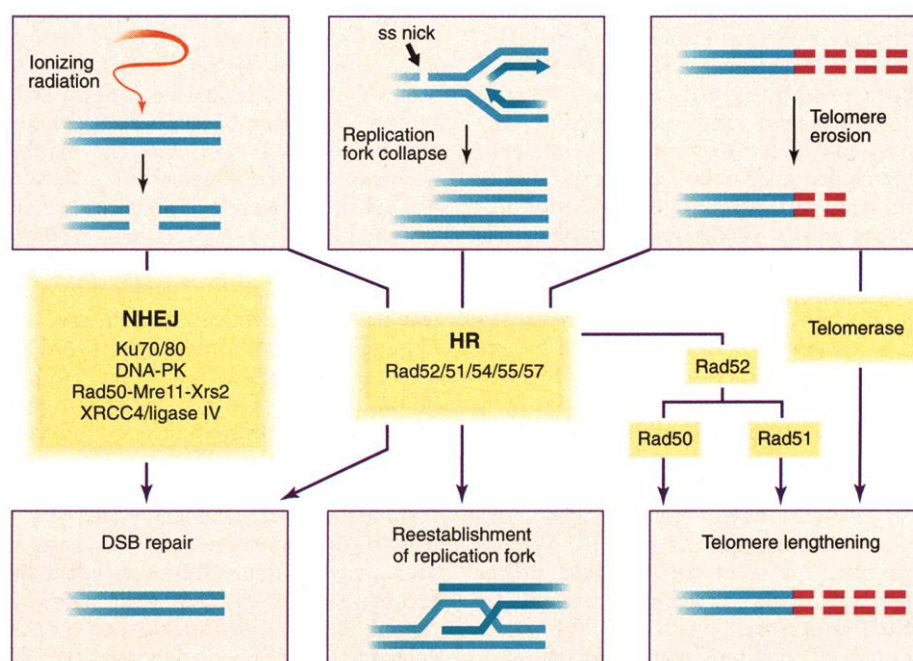 Ionizing
radiation
ss nick
Replication
fork collapse
Telomere
erosion
NHEJ
Ku70/80
DNA-PK
Rad50-Mre11-Xrs2
XRCC4/ligase IV
HR
Rad52/51/54/55/57
Rad52
Rad50
Rad51
Telomerase
DSB repair
Reestablishment
of replication fork
Telomere lengthening